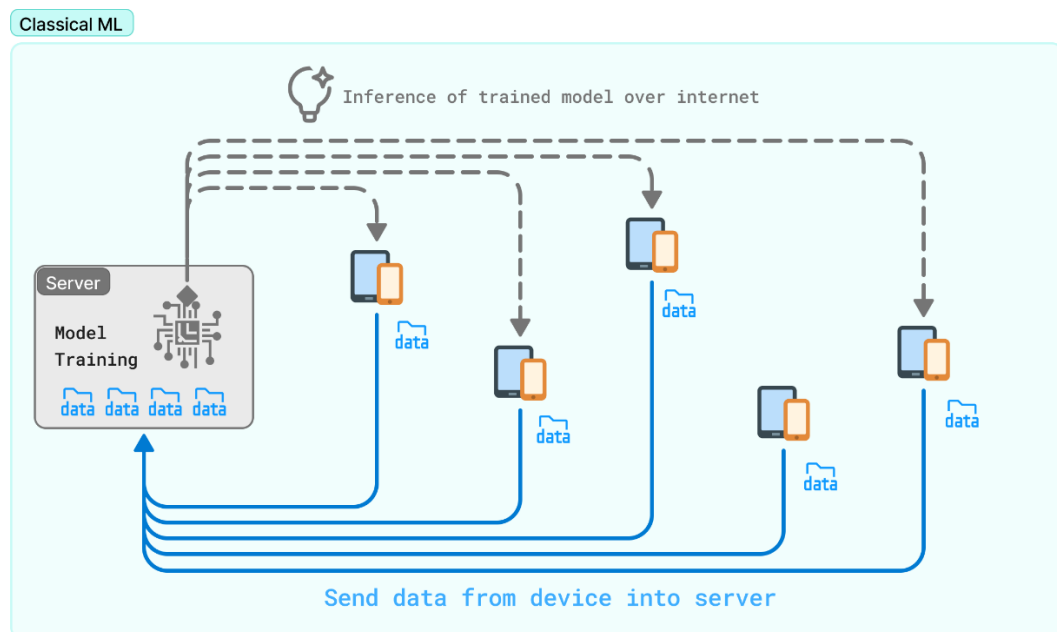 Classical ML
Inference of trained model over internet
Server
Model
Training
data data data data
data
data
data
data
data
Send data from device into server